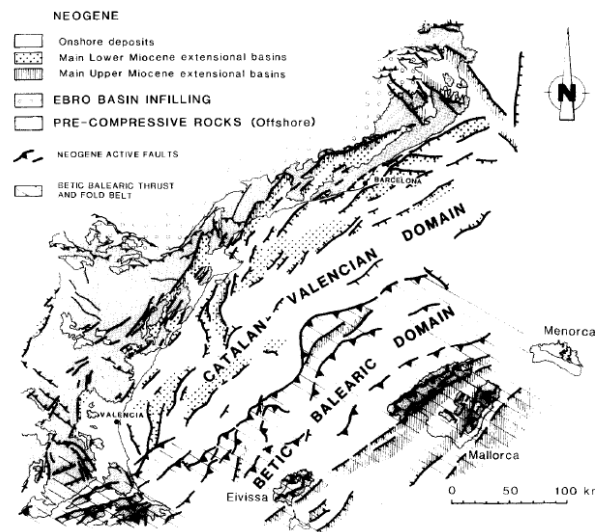 NEOGENE
Onshore deposits
Main Lower Miocene extensional basins
Main Upper Miocene extensional basins
EBRO BASIN INFILLING
PRE-COMPRESSIVE ROCKS (Offshore)
NEOGENE ACTIVE FAULTS
BETIC BALEARIC THRUST
AND FOLD BELT
N
BARCELONA
CATALAN-VALENCIAN DOMAIN
Menorca
BETIC BALEARIC DOMAIN
VALENCIA
Mallorca
Eivissa
0 50 100 km